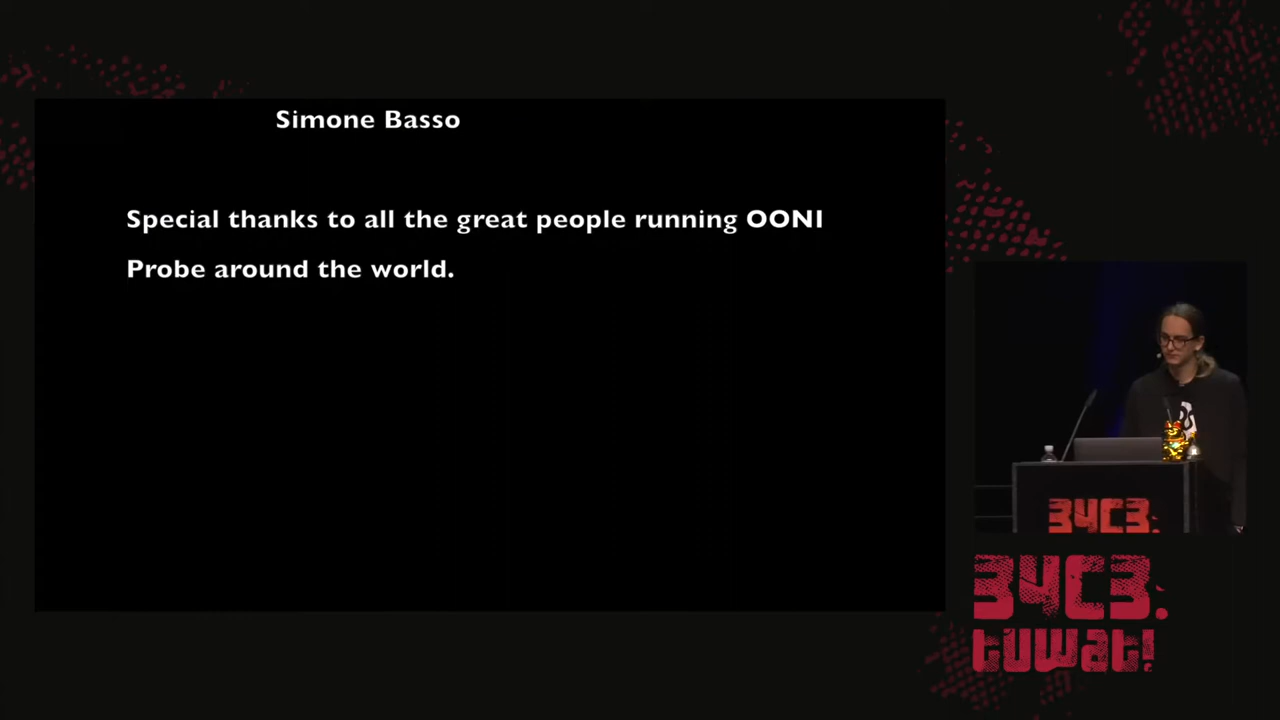 Simone Basso
Special thanks to all the great people running OONI
Probe around the world.
34C3.
34C3.
tuwat!